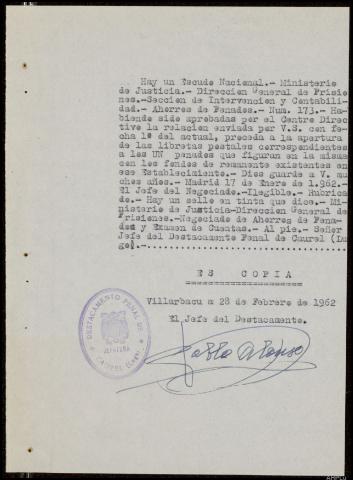 Hay un Escudo Nacional.- Ministerio
de Justicia.- Direccion General de Prisio
nes.-Seccion de Intervencion y Contabili-
dad.- Ahorros de Penados.- Num. 173.- Ha-
biendo sido aprobadas por el Centro Direc
tivo la relacion enviada por V.S. con fe-
cha 1º del actual, proceda a la apertura
de las libretas postales correspondientes
a los UN penados que figuran en la misma
con los fondos de remanente existentes en
ese Establecimiento.- Dios guarde a V. mu
chos años.- Madrid 17 de Enero de 1.962.-
El Jefe del Negociado.-Ilegible.- Rubrica
do.- Hay un sello en tinta que dice.- Mi-
nisterio de Justicia-Direccion General de
Prisiones.-Negociado de Ahorros de Pena-
dos y Examen de Cuentas.- Al pie.- Señor
Jefe del Destacamento Penal de Caurel (Lu
go).-
ES COPIA
Villarbacu a 28 de Febrero de 1962
El Jefe del Destacamento.
DESTACAMENTO PENAL DE
JEFATURA
CAUREL (LUGO)
Pablo Alonso
AHPLU